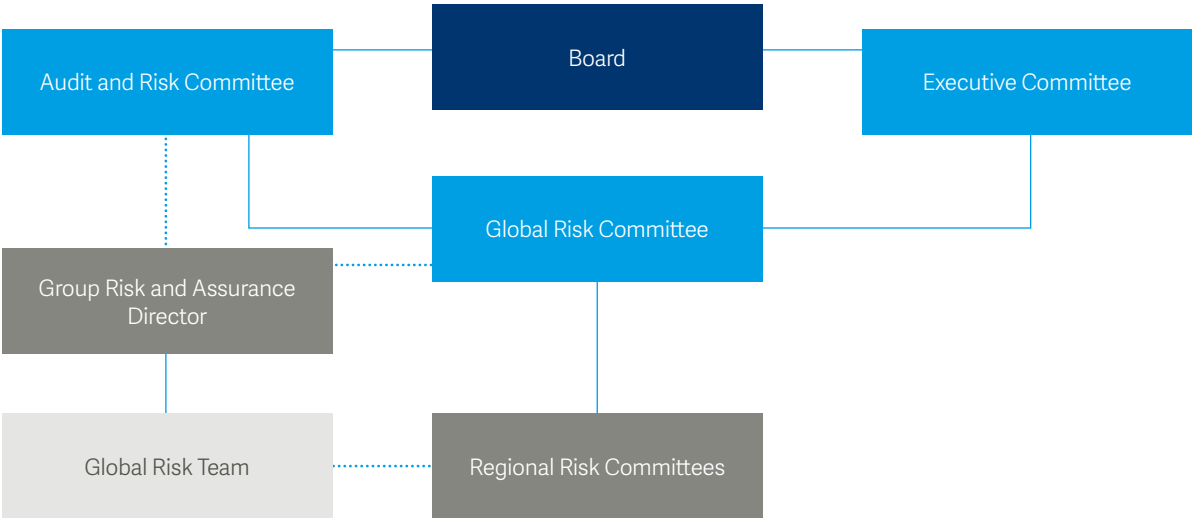 Board
Audit and Risk Committee
Executive Committee
Global Risk Committee
Group Risk and Assurance
Director
Global Risk Team
Regional Risk Committees